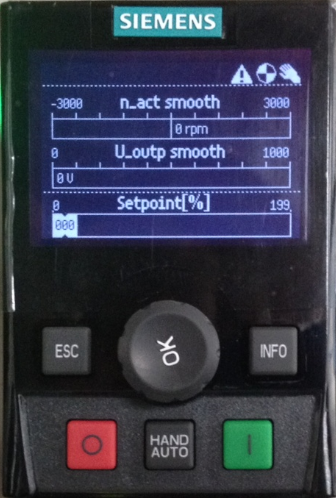 SIEMENS
-3000 n_act smooth 3000
0 rpm
0 U_outp smooth 1000
0 V
0 Setpoint[%] 199
000
ESC OK INFO
HAND
AUTO